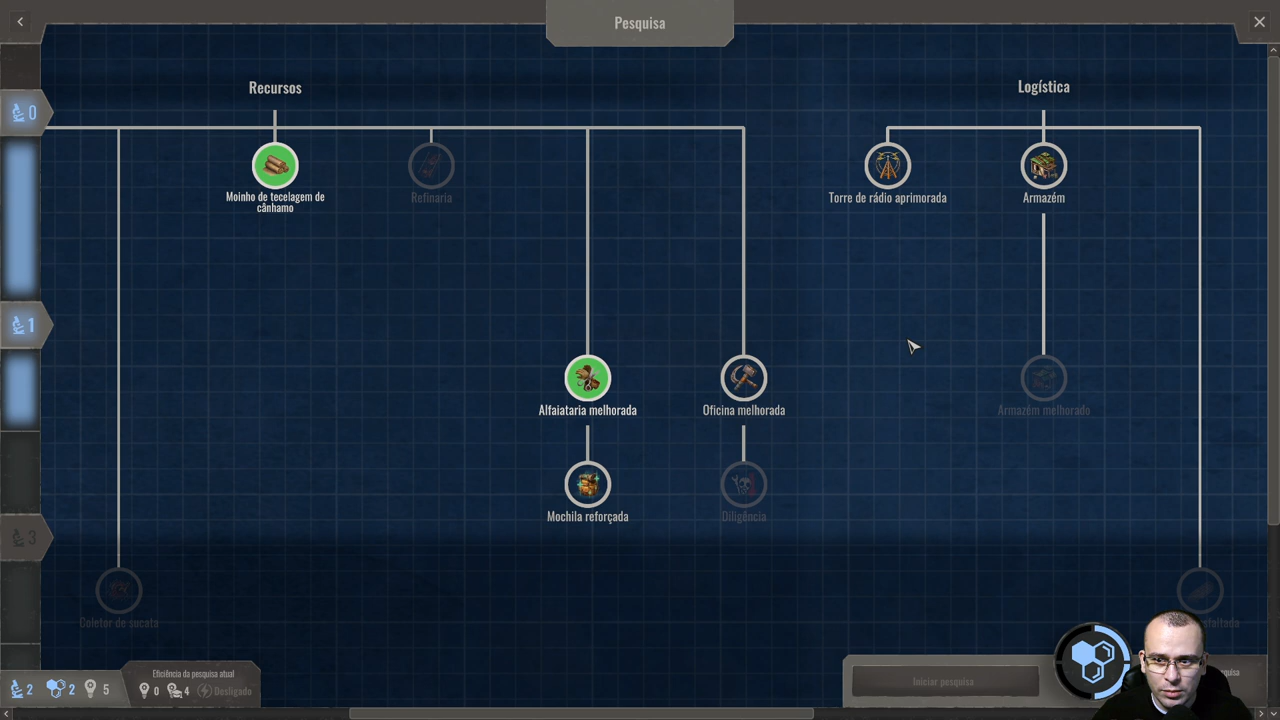 Pesquisa
Recursos
Logística
0
Moinho de tecelagem de
cânhamo
Refinaria
Torre de rádio aprimorada
Armazém
1
Alfaiataria melhorada
Oficina melhorada
Armazém melhorado
Mochila reforçada
Diligência
3
Coletor de sucata
Eficiência da pesquisa atual
2
2
5
0
4
Desligado
Iniciar pesquisa